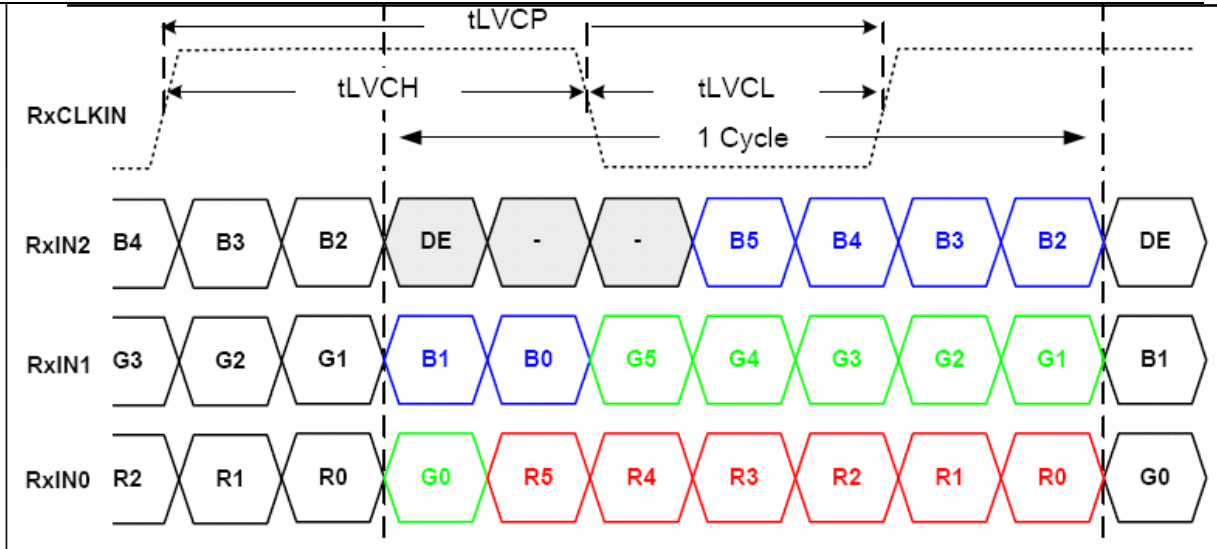 tLVCP
tLVCH tLVCL
RxCLKIN
1 Cycle
RxIN2 B4 B3 B2 DE - - B5 B4 B3 B2 DE
RxIN1 G3 G2 G1 B1 B0 G5 G4 G3 G2 G1 B1
RxIN0 R2 R1 R0 G0 R5 R4 R3 R2 R1 R0 G0